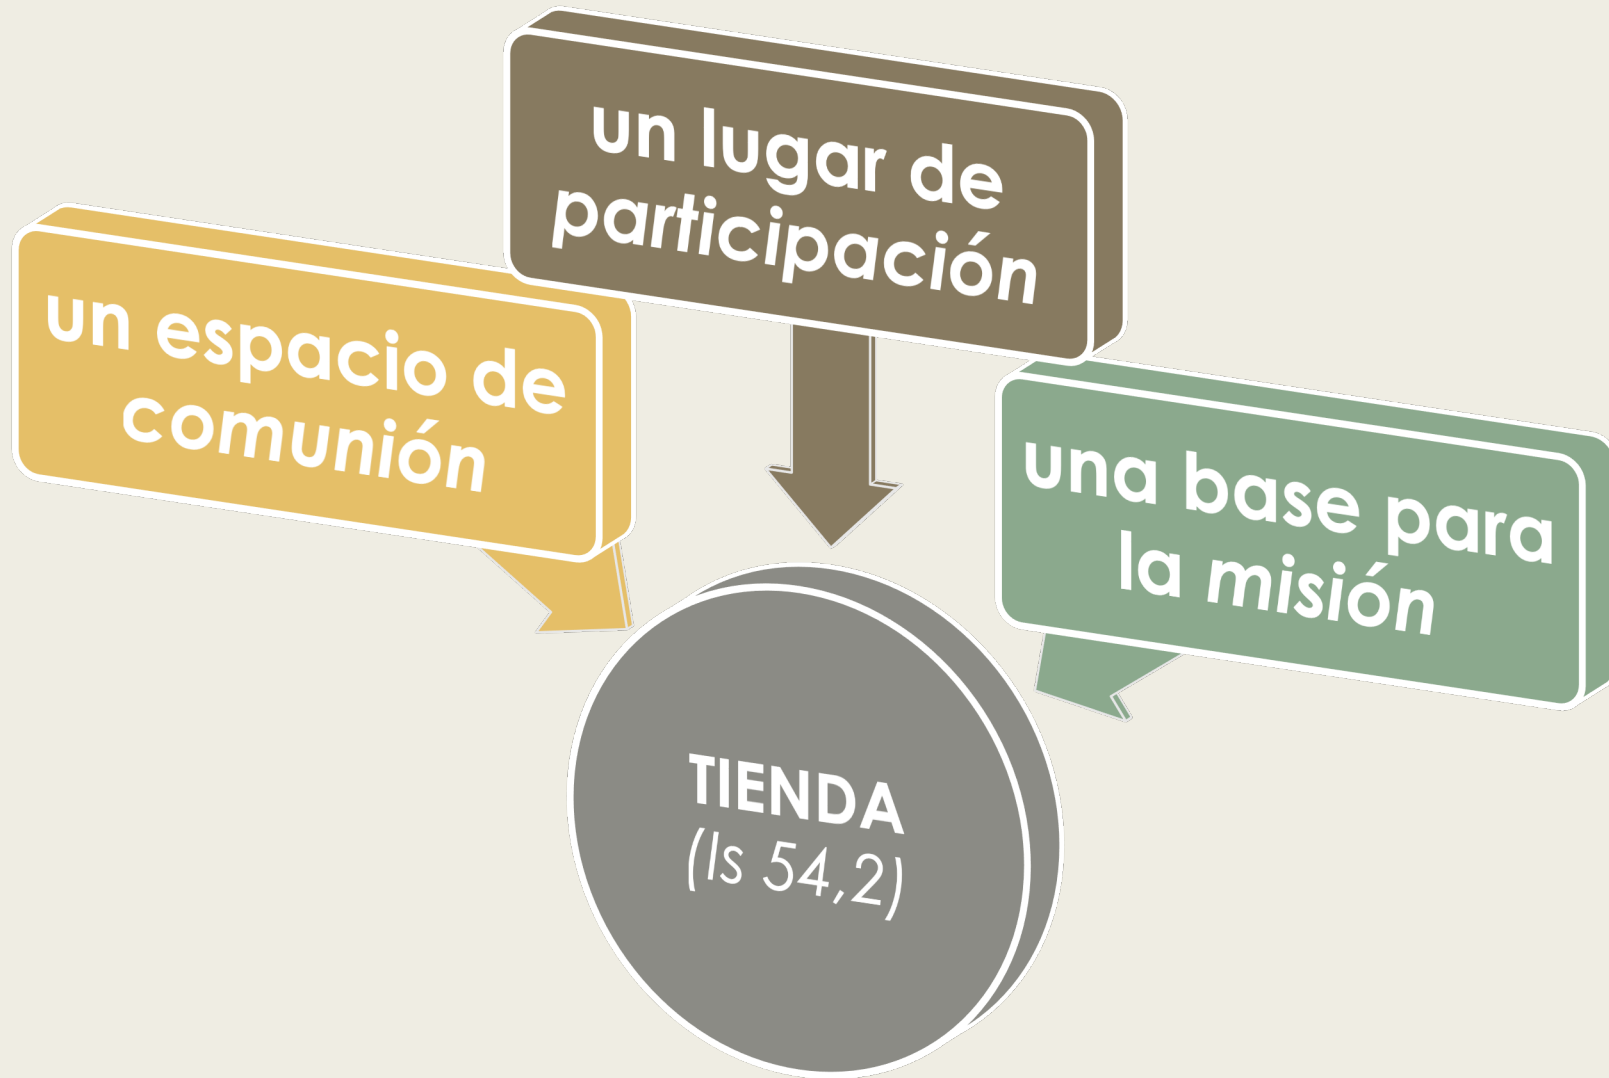 un lugar de
participación
un espacio de
comunión
una base para
la misión
TIENDA
(Is 54,2)